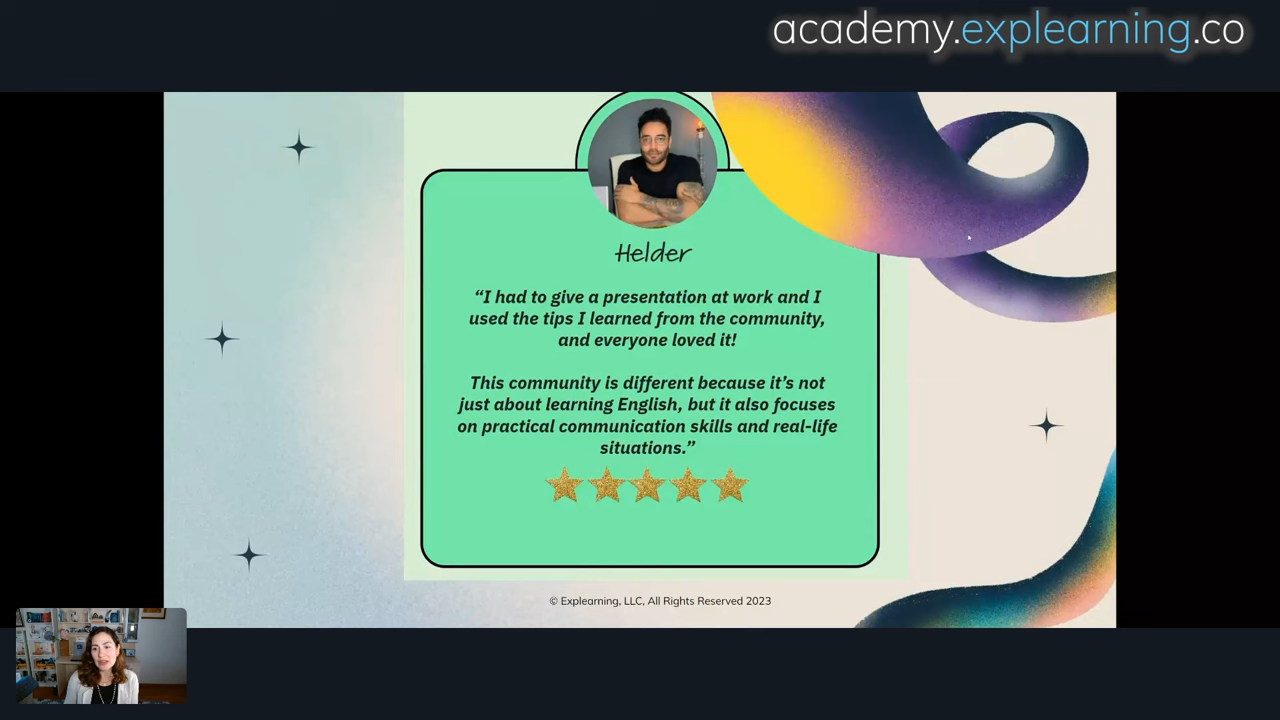 academy.explearning.co
Helder
“I had to give a presentation at work and I
used the tips I learned from the community,
and everyone loved it!
This community is different because it’s not
just about learning English, but it also focuses
on practical communication skills and real-life
situations.”
© Explearning, LLC, All Rights Reserved 2023